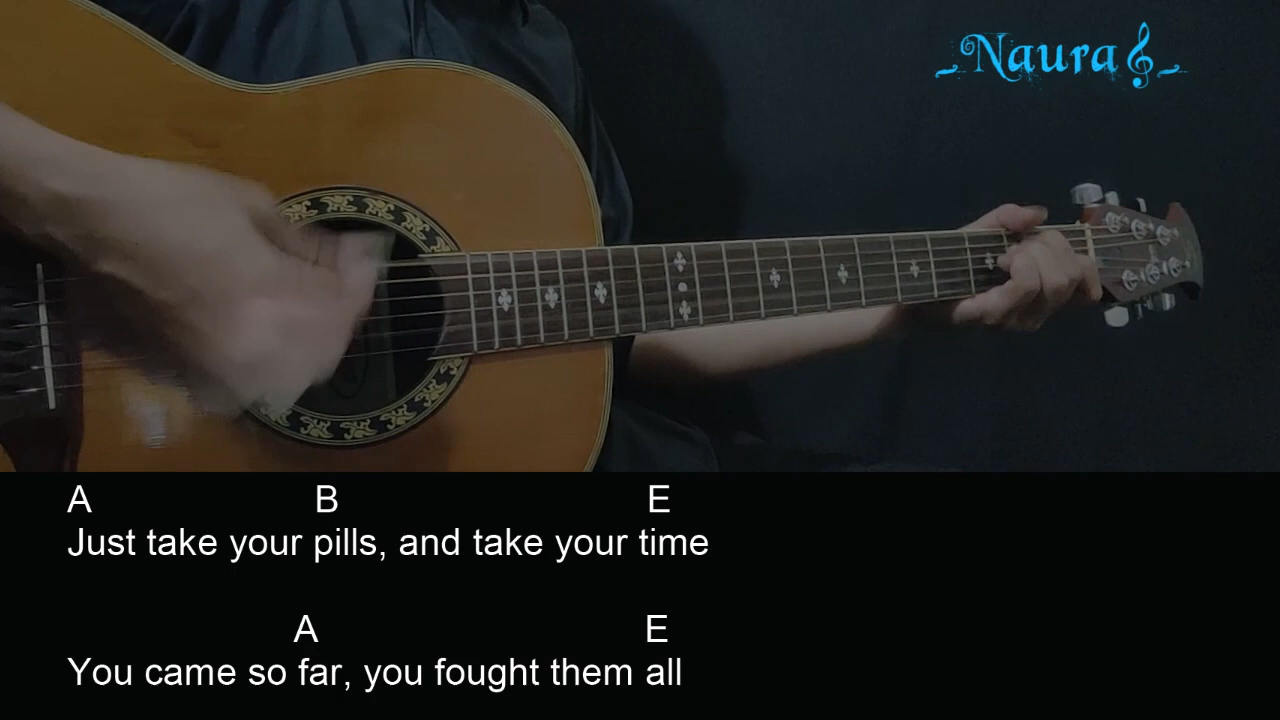 Naura
A B E
Just take your pills, and take your time
A E
You came so far, you fought them all